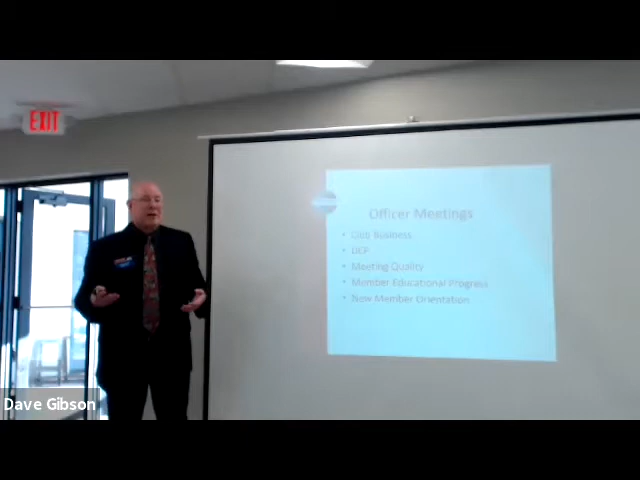 EXIT
Officer Meetings
• Club Business
• DCP
• Meeting Quality
• Member Educational Progress
• New Member Orientation
Dave Gibson